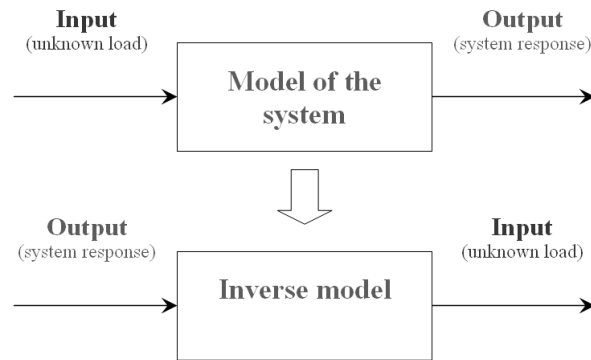 Input
(unknown load)
Output
(system response)
Model of the
system
Output
(system response)
Input
(unknown load)
Inverse model